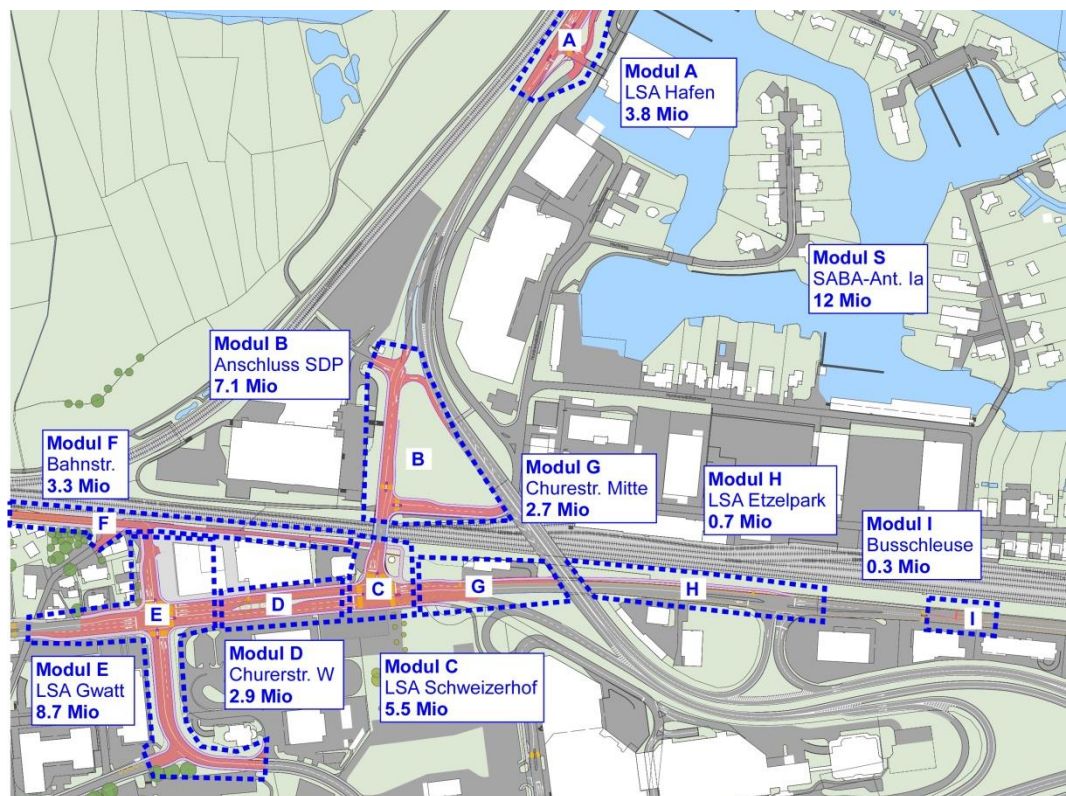 A
Modul A
LSA Hafen
3.8 Mio
Modul S
SABA-Ant. Ia
12 Mio
Modul B
Anschluss SDP
7.1 Mio
B
Modul F
Bahnstr.
3.3 Mio
Modul G
Churestr. Mitte
2.7 Mio
Modul H
LSA Etzelpark
0.7 Mio
Modul I
Busschleuse
0.3 Mio
F
E
D
C
G
H
I
Modul E
LSA Gwatt
8.7 Mio
Modul D
Churerstr. W
2.9 Mio
Modul C
LSA Schweizerhof
5.5 Mio